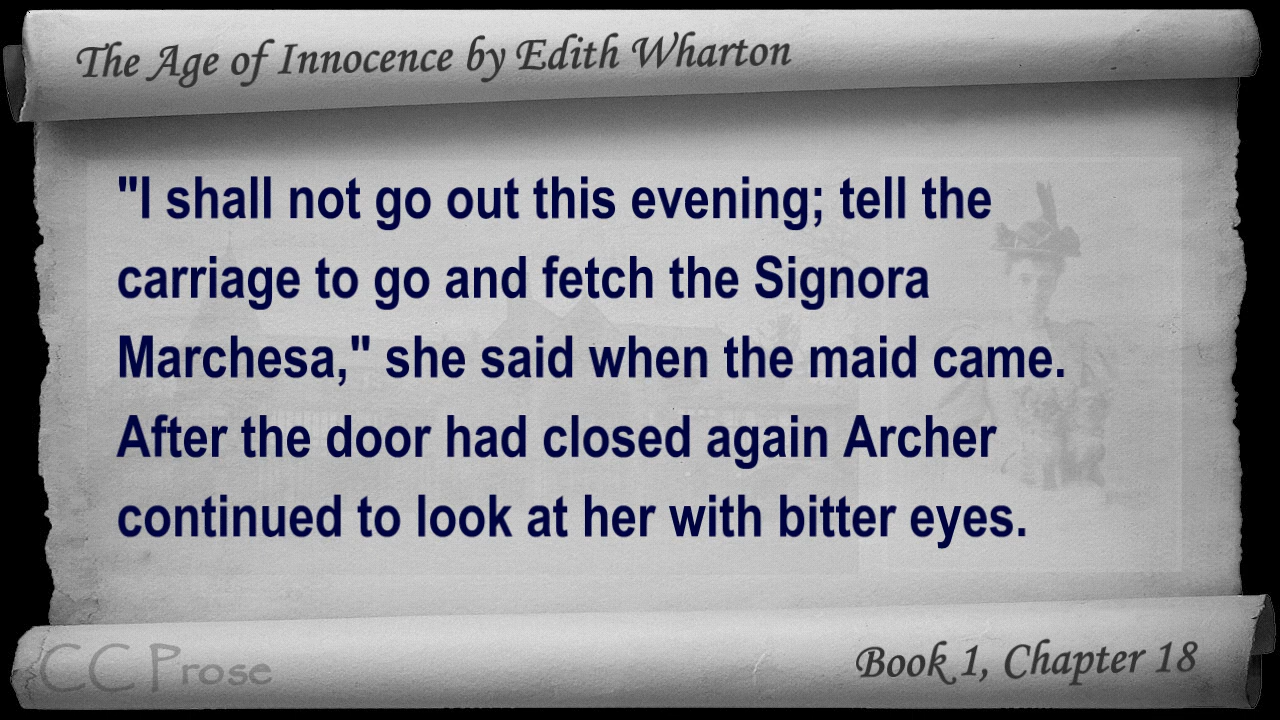 The Age of Innocence by Edith Wharton
"I shall not go out this evening; tell the
carriage to go and fetch the Signora
Marchesa," she said when the maid came.
After the door had closed again Archer
continued to look at her with bitter eyes.
CC Prose
Book 1, Chapter 18